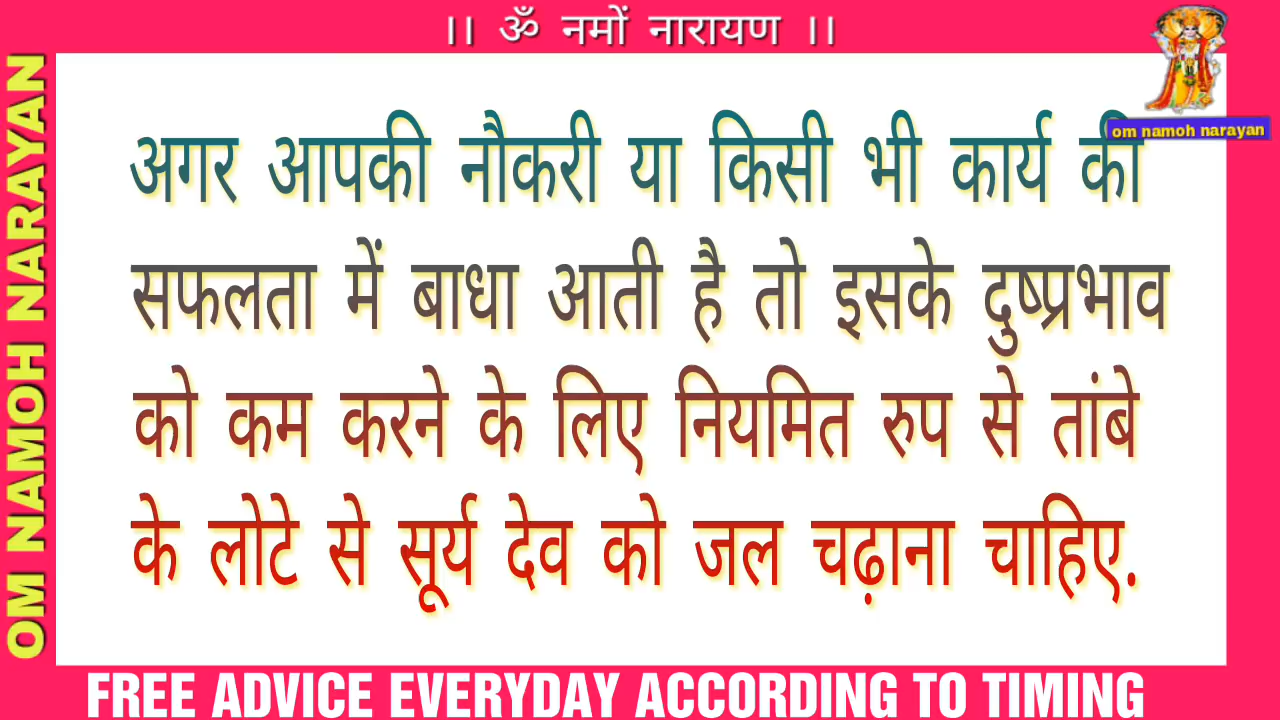 ।। ॐ नमों नारायण ।।
om namoh narayan
OM NAMOH NARAYAN
अगर आपकी नौकरी या किसी भी कार्य की
सफलता में बाधा आती है तो इसके दुष्प्रभाव
को कम करने के लिए नियमित रुप से तांबे
के लोटे से सूर्य देव को जल चढ़ाना चाहिए.
FREE ADVICE EVERYDAY ACCORDING TO TIMING